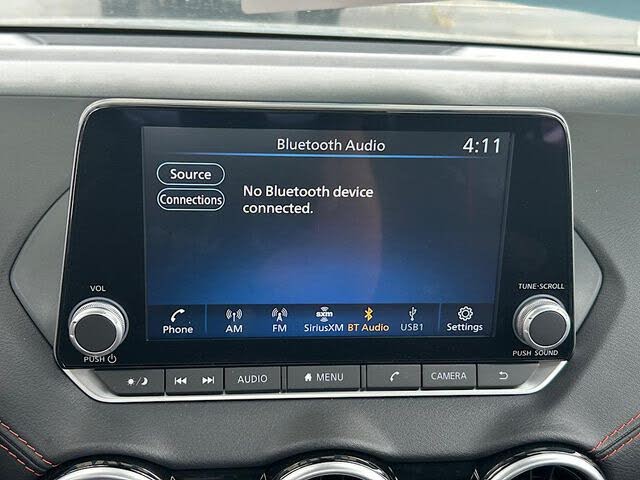 Bluetooth Audio 4:11
Source
Connections
No Bluetooth device
connected.
Phone AM FM SiriusXM BT Audio USB1 Settings
sxm
VOL
PUSH
TUNE·SCROLL
PUSH SOUND
AUDIO MENU CAMERA